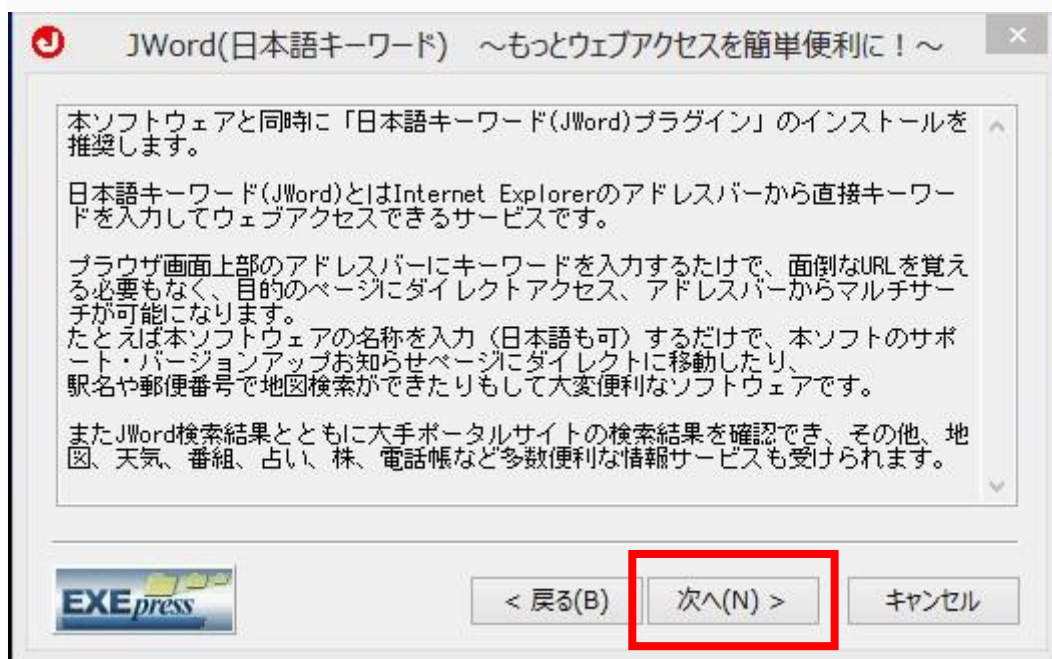 JWord(日本語キーワード) ～もっとウェブアクセスを簡単便利に！～
本ソフトウェアと同時に「日本語キーワード(JWord)プラグイン」のインストールを
推奨します。
日本語キーワード(JWord)とはInternet Explorerのアドレスバーから直接キーワー
ドを入力してウェブアクセスできるサービスです。
ブラウザ画面上部のアドレスバーにキーワードを入力するだけで、面倒なURLを覚え
る必要もなく、目的のページにダイレクトアクセス、アドレスバーからマルチサー
チが可能になります。
たとえば本ソフトウェアの名称を入力（日本語も可）するだけで、本ソフトのサポ
ート・バージョンアップお知らせページにダイレクトに移動したり、
駅名や郵便番号で地図検索ができたりもして大変便利なソフトウェアです。
またJWord検索結果とともに大手ポータルサイトの検索結果を確認でき、その他、地
図、天気、番組、占い、株、電話帳など多数便利な情報サービスも受けられます。
EXEpress
< 戻る(B)
次へ(N) >
キャンセル